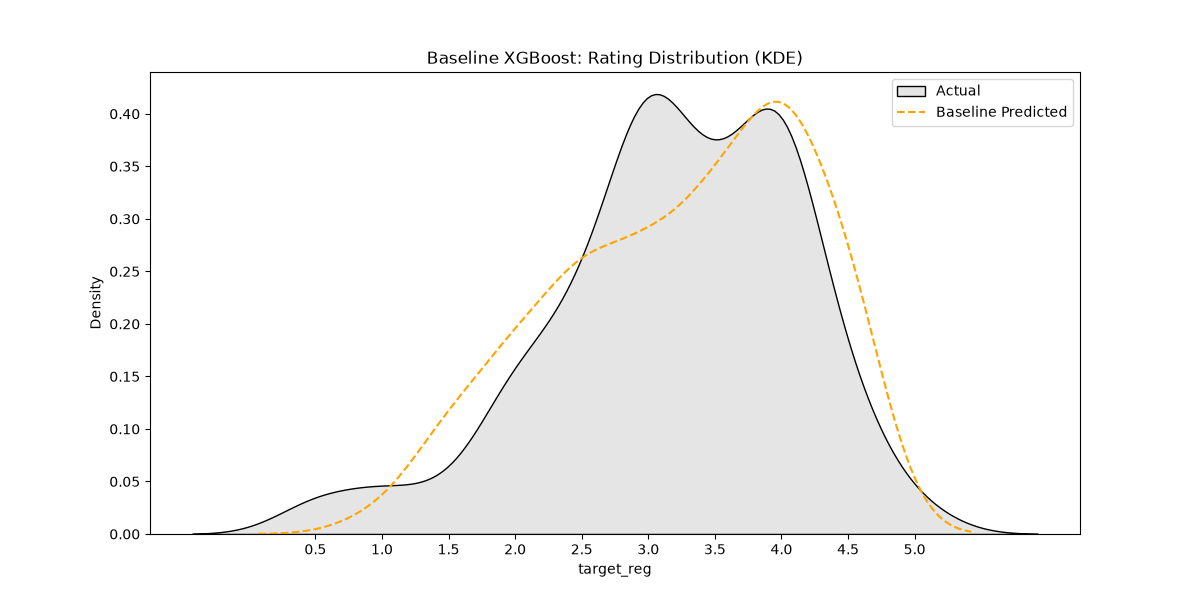 Baseline XGBoost: Rating Distribution (KDE)
Actual
Baseline Predicted
0.40
0.35
0.30
0.25
0.20
0.15
0.10
0.05
0.00
Density
0.5 1.0 1.5 2.0 2.5 3.0 3.5 4.0 4.5 5.0
target_reg